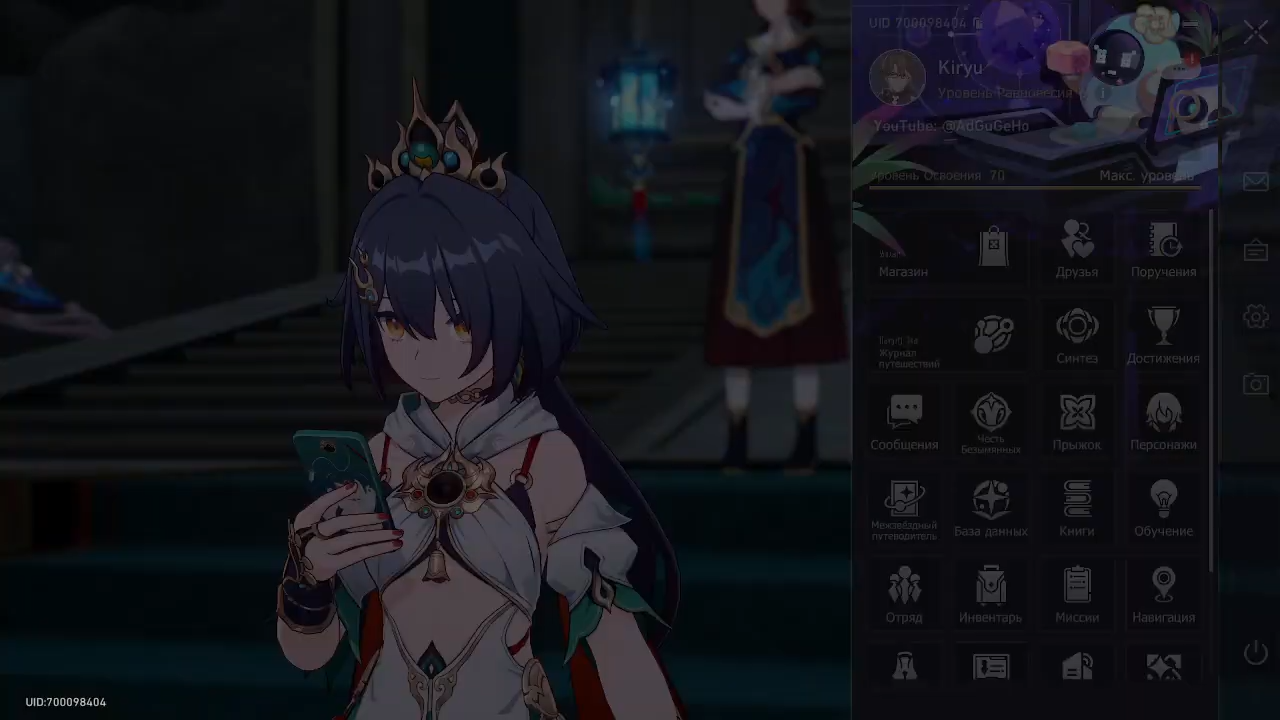 UID 700098404
Kiryu
Уровень Равновесия
YouTube: @AdGuGeHo
Уровень Освоения 70
Макс. уровень
Магазин
Друзья
Поручения
Журнал
путешествий
Синтез
Достижения
Сообщения
Честь
Безымянных
Прыжок
Персонажи
Межзвёздный
путеводитель
База данных
Книги
Обучение
Отряд
Инвентарь
Миссии
Навигация
UID:700098404